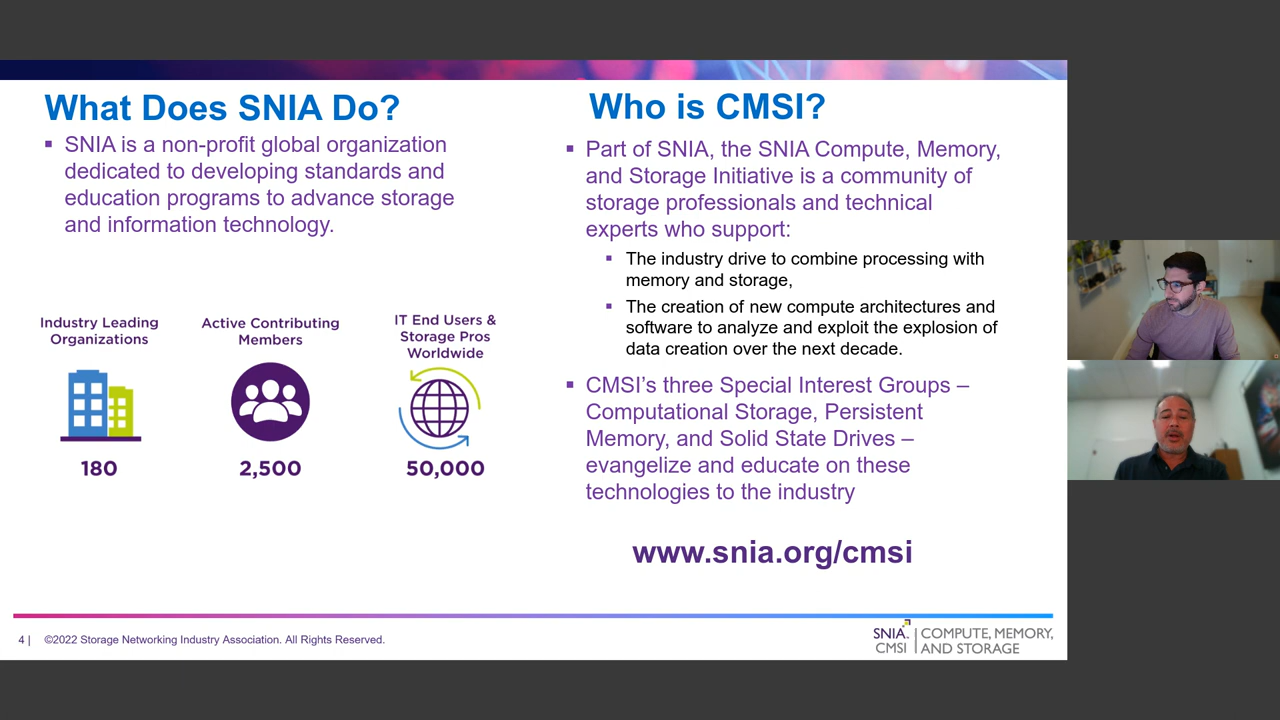 What Does SNIA Do?
▪ SNIA is a non-profit global organization
dedicated to developing standards and
education programs to advance storage
and information technology.
Industry Leading
Organizations
180
Active Contributing
Members
2,500
IT End Users &
Storage Pros
Worldwide
50,000
Who is CMSI?
▪ Part of SNIA, the SNIA Compute, Memory,
and Storage Initiative is a community of
storage professionals and technical
experts who support:
▪ The industry drive to combine processing with
memory and storage,
▪ The creation of new compute architectures and
software to analyze and exploit the explosion of
data creation over the next decade.
▪ CMSI’s three Special Interest Groups –
Computational Storage, Persistent
Memory, and Solid State Drives –
evangelize and educate on these
technologies to the industry
www.snia.org/cmsi
4 | ©2022 Storage Networking Industry Association. All Rights Reserved.
SNIA. | COMPUTE, MEMORY,
CMSI | AND STORAGE